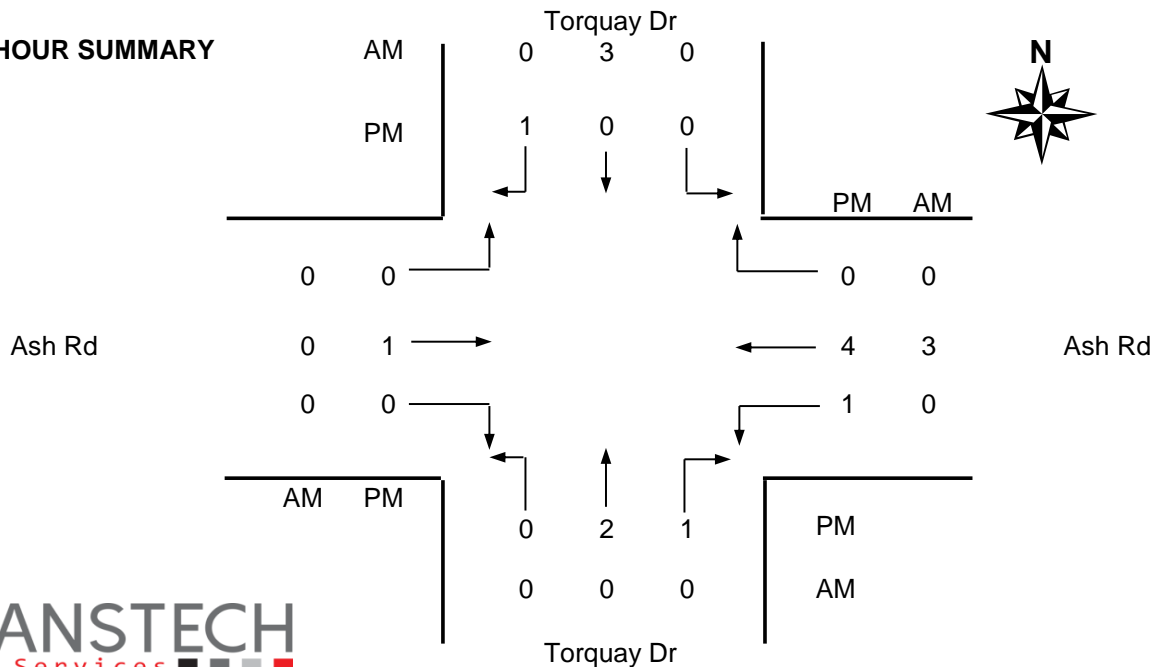 Torquay Dr
HOUR SUMMARY AM 0 3 0
N
PM 1 0 0
PM AM
0 0 0 0
Ash Rd 0 1 4 3 Ash Rd
0 0 1 0
AM PM
0 2 1 PM
0 0 0 AM
ANSTECH
Services
Torquay Dr